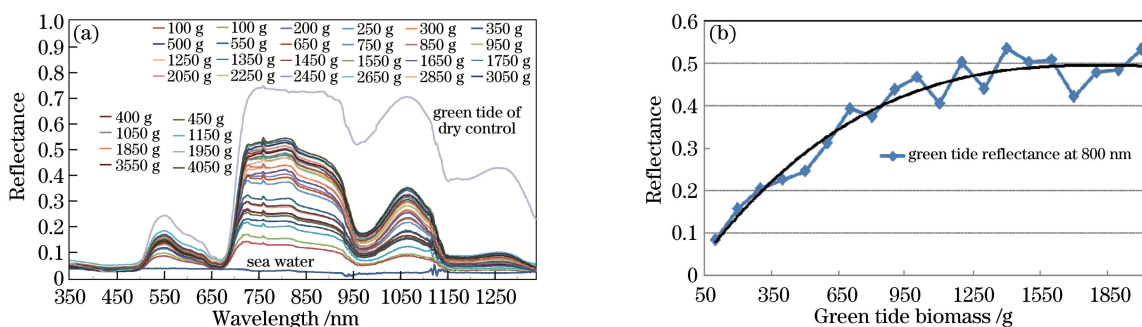 (a)
Reflectance
1.0
0.9
0.8
0.7
0.6
0.5
0.4
0.3
0.2
0.1
0
100 g 100 g 200 g 250 g 300 g 350 g
500 g 550 g 650 g 750 g 850 g 950 g
1250 g 1350 g 1450 g 1550 g 1650 g 1750 g
2050 g 2250 g 2450 g 2650 g 2850 g 3050 g
400 g 450 g
1050 g 1150 g
1850 g 1950 g
3550 g 4050 g
green tide of
dry control
sea water
350 450 550 650 750 850 950 1050 1150 1250
Wavelength /nm
(b)
Reflectance
0.6
0.5
0.4
0.3
0.2
0.1
0
green tide reflectance at 800 nm
50 350 650 950 1250 1550 1850
Green tide biomass /g